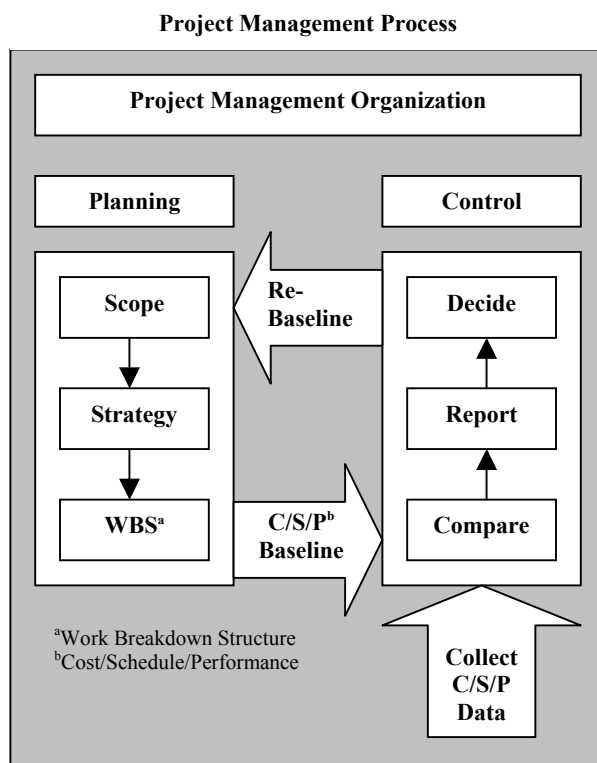 Project Management Process
Project Management Organization
Planning
Control
Scope
Strategy
WBSᵃ
Re-
Baseline
C/S/Pᵇ
Baseline
Decide
Report
Compare
Collect
C/S/P
Data
ᵃWork Breakdown Structure
ᵇCost/Schedule/Performance